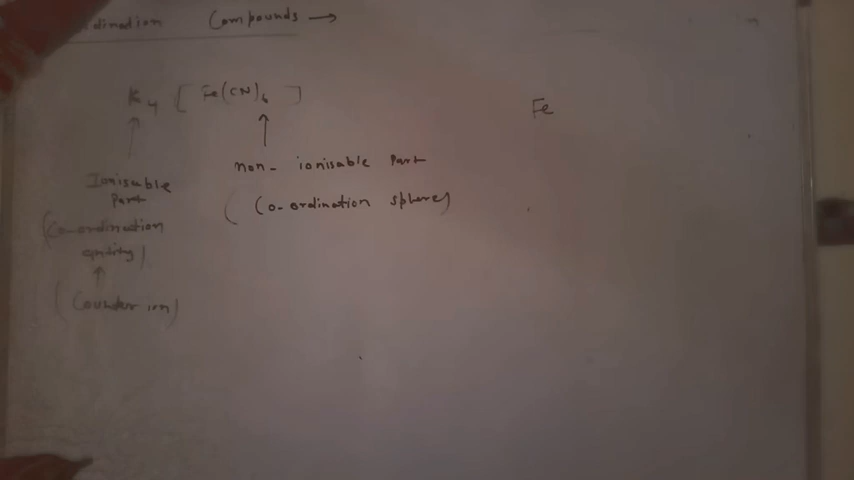 dination Compounds →
K4 [ Fe(CN)6 ]
Fe
Ionisable
Part
(Co-ordination
entity)
(Counter ion)
non- ionisable Part
(Co-ordination sphere)